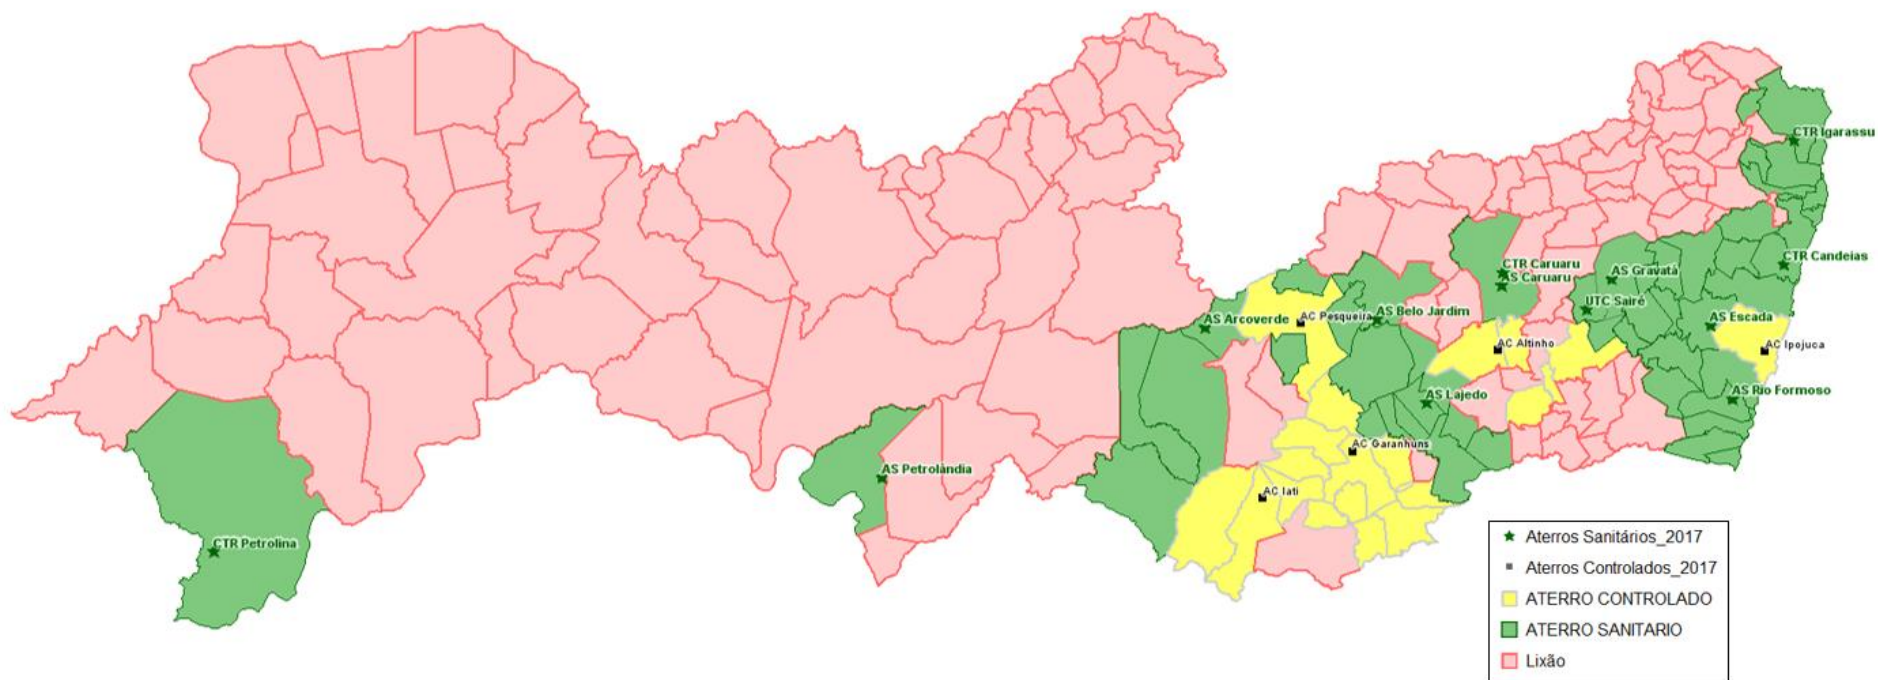 CTR Igarassu
CTR Candeias
CTR Caruaru
AS Caruaru
AS Gravatá
UTC Sairé
AS Arcoverde
AC Pesqueira
AS Belo Jardim
AS Escada
AC Altinho
AC Ipojuca
AS Rio Formoso
AS Lajedo
AC Garanhuns
AS Petrolândia
AC Iati
CTR Petrolina
Aterros Sanitários_2017
Aterros Controlados_2017
ATERRO CONTROLADO
ATERRO SANITARIO
Lixão